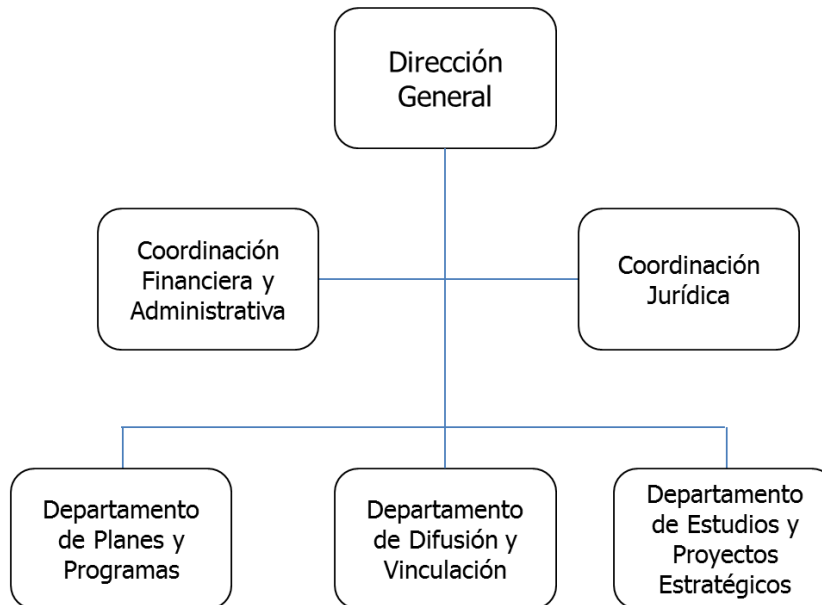 Dirección
General
Coordinación
Financiera y
Administrativa
Coordinación
Jurídica
Departamento
de Planes y
Programas
Departamento
de Difusión y
Vinculación
Departamento
de Estudios y
Proyectos
Estratégicos